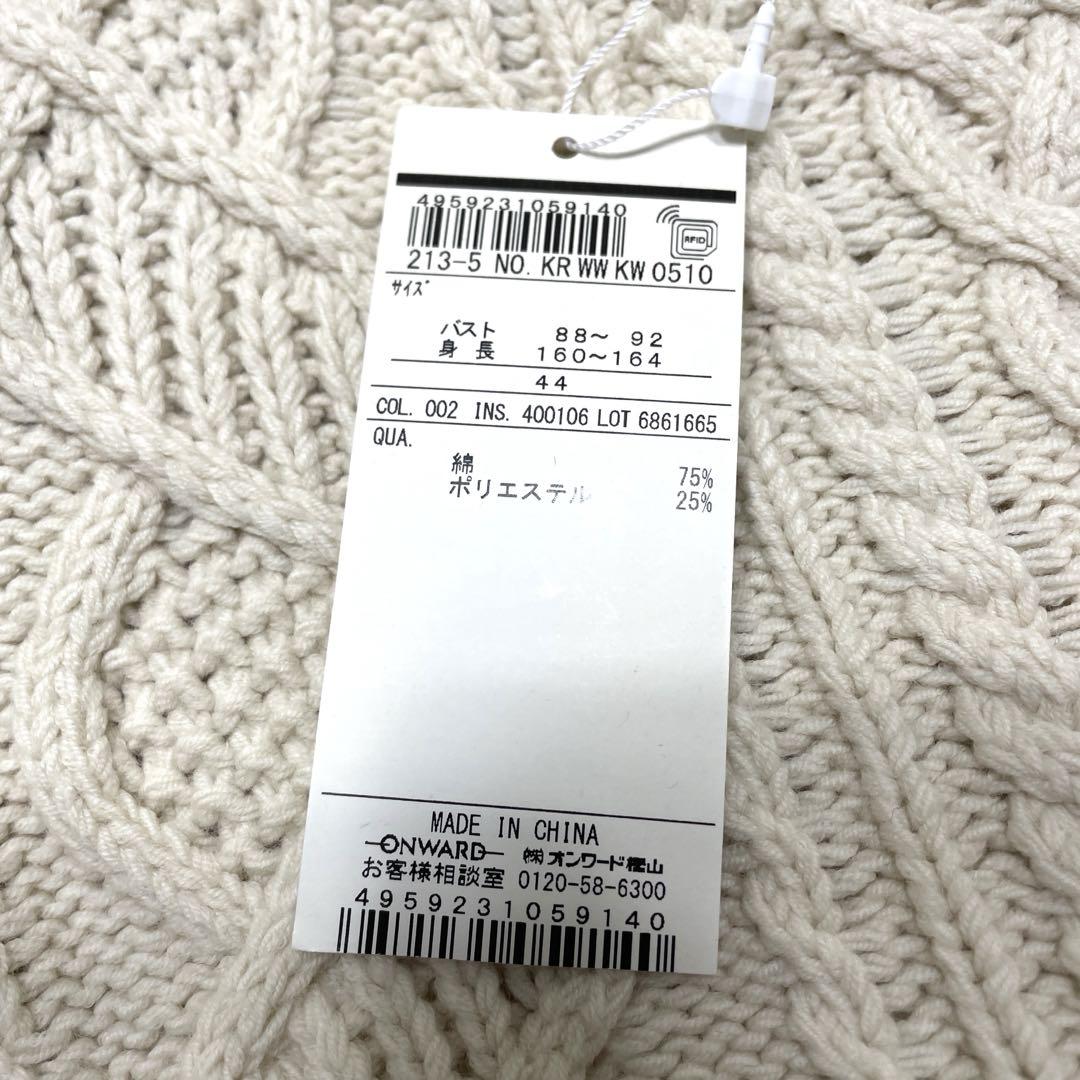 4959231059140
RFID
213-5 NO. KR WW KW 0510
サイズ
バスト 88～ 92
身長 160～164
44
COL. 002 INS. 400106 LOT 6861665
QUA.
綿 75%
ポリエステル 25%
MADE IN CHINA
ONWARD ㈱オンワード樫山
お客様相談室 0120-58-6300
4959231059140